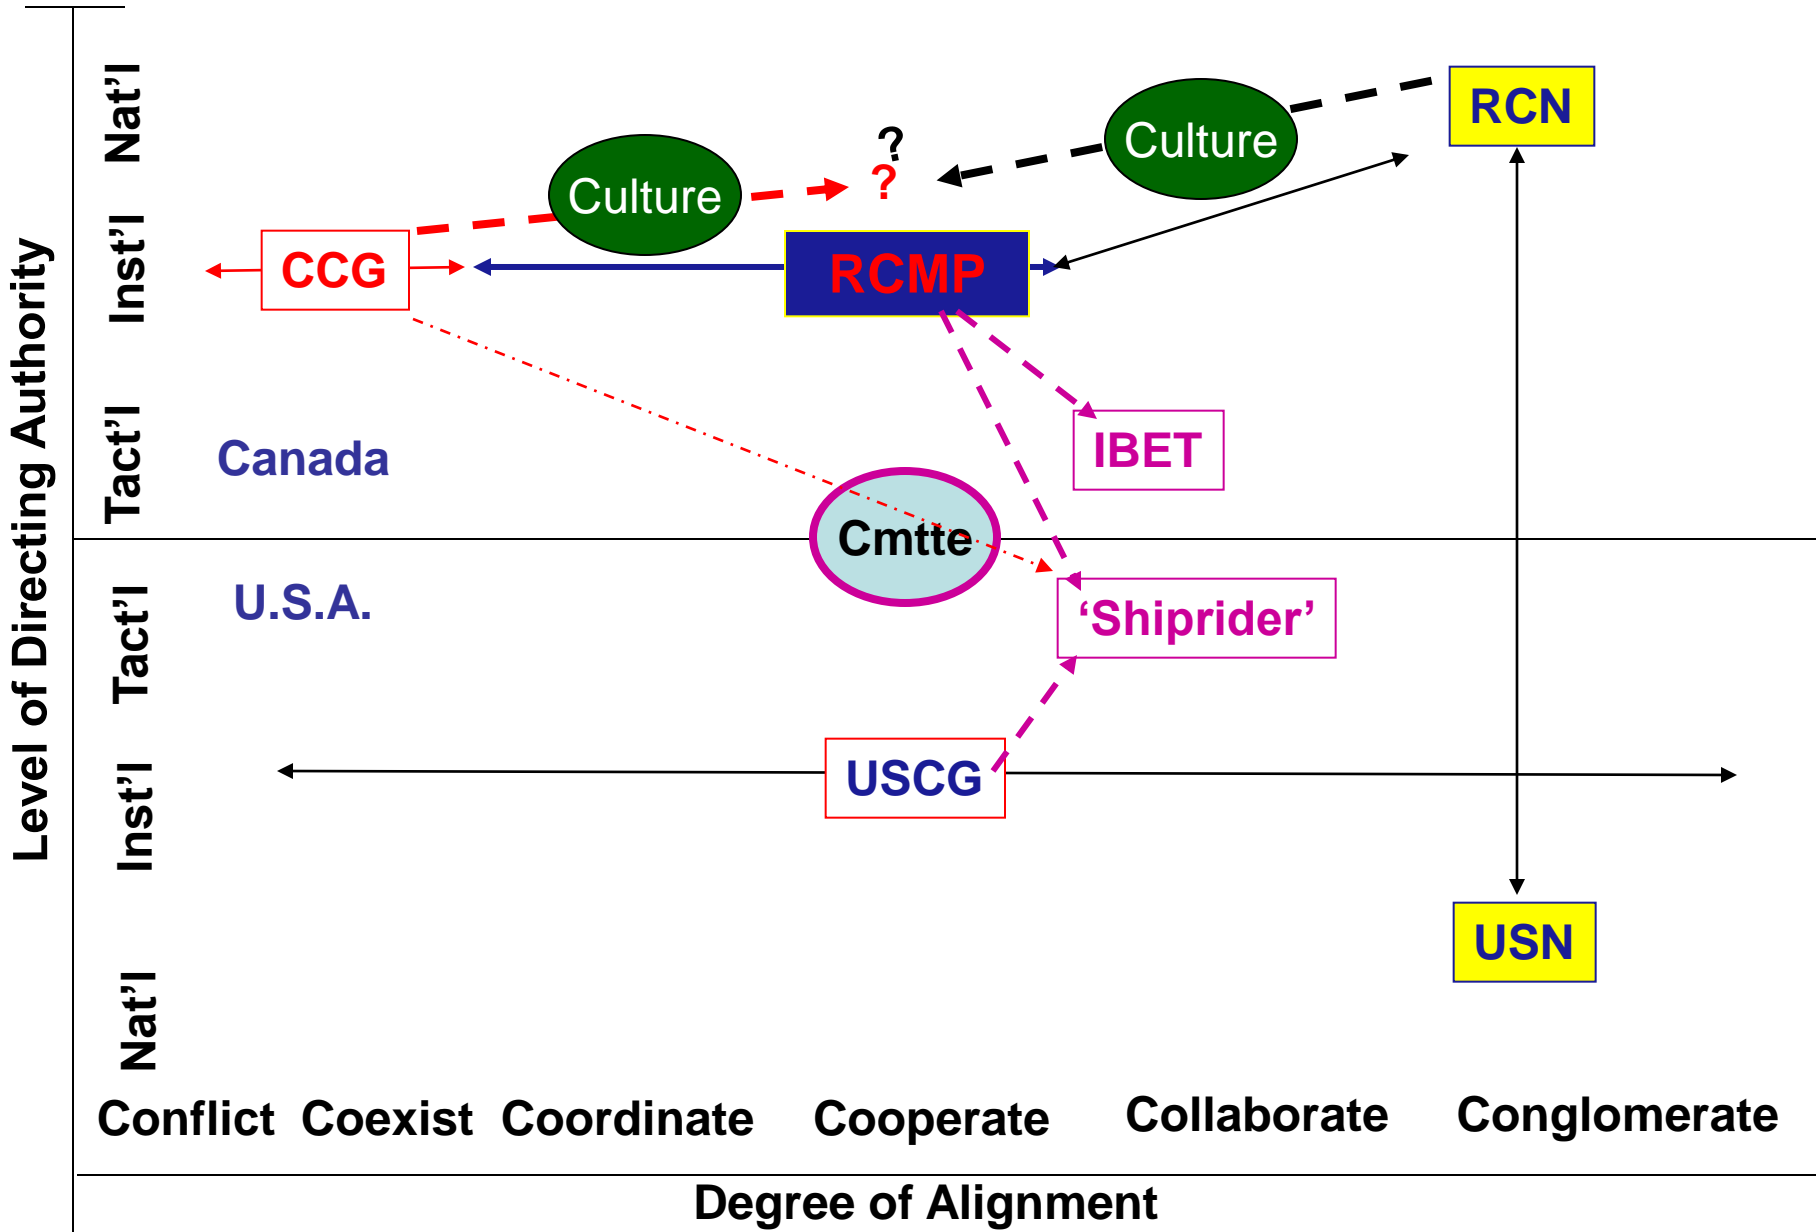 Level of Directing Authority
Nat'l
Inst'l
Tact'l
Tact'l
Inst'l
Nat'l
RCN
Culture
?
?
Culture
CCG
RCMP
IBET
Canada
Cmtte
U.S.A.
‘Shiprider’
USCG
USN
Conflict Coexist Coordinate Cooperate Collaborate Conglomerate
Degree of Alignment